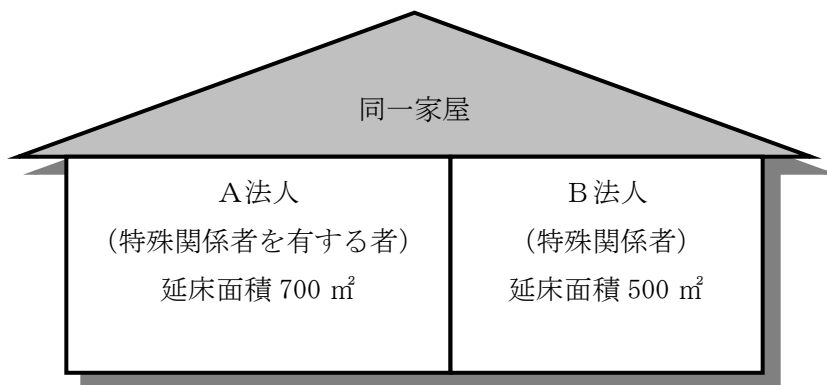 同一家屋
A法人
（特殊関係者を有する者）
延床面積 700 ㎡
B法人
（特殊関係者）
延床面積 500 ㎡